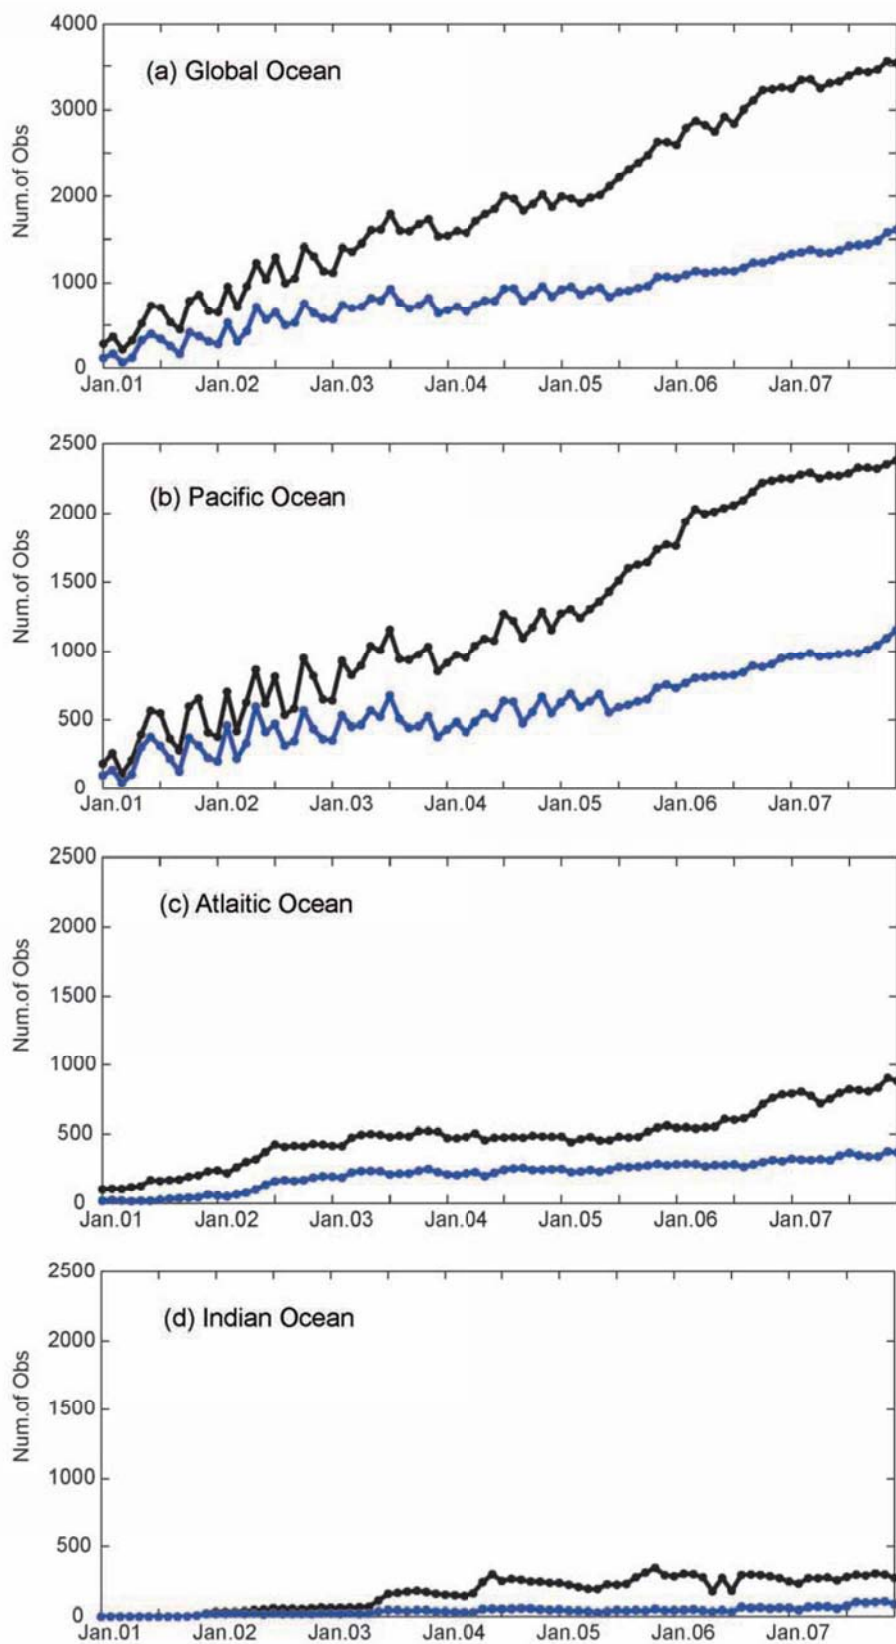 4000
(a) Global Ocean
3000
Num.of Obs
2000
1000
0
Jan.01 Jan.02 Jan.03 Jan.04 Jan.05 Jan.06 Jan.07
2500
(b) Pacific Ocean
2000
Num.of Obs
1500
1000
500
0
Jan.01 Jan.02 Jan.03 Jan.04 Jan.05 Jan.06 Jan.07
2500
(c) Atlaitic Ocean
2000
Num.of Obs
1500
1000
500
0
Jan.01 Jan.02 Jan.03 Jan.04 Jan.05 Jan.06 Jan.07
2500
(d) Indian Ocean
2000
Num.of Obs
1500
1000
500
0
Jan.01 Jan.02 Jan.03 Jan.04 Jan.05 Jan.06 Jan.07